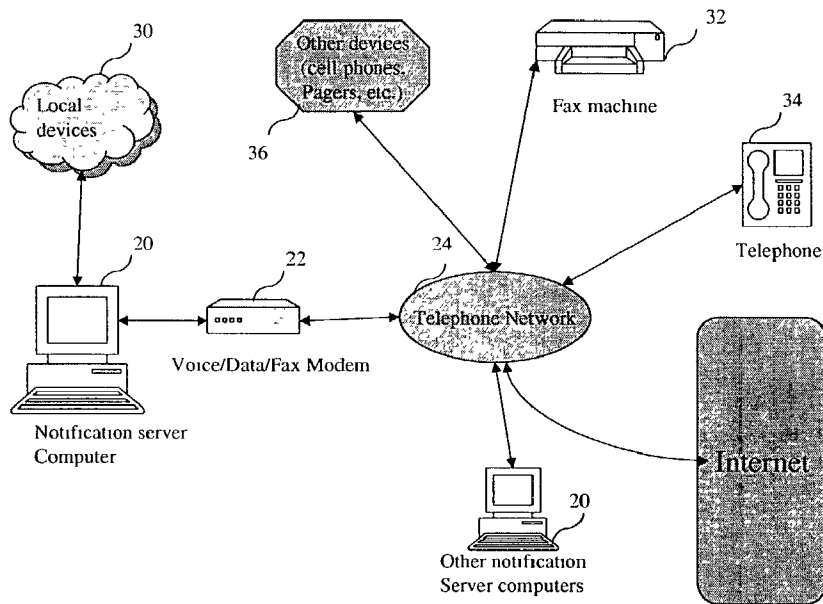 30
Local
devices
Other devices
(cell phones,
Pagers, etc.)
36
32
Fax machine
34
Telephone
20
22
24
Telephone Network
Voice/Data/Fax Modem
Notification server
Computer
Internet
20
Other notification
Server computers